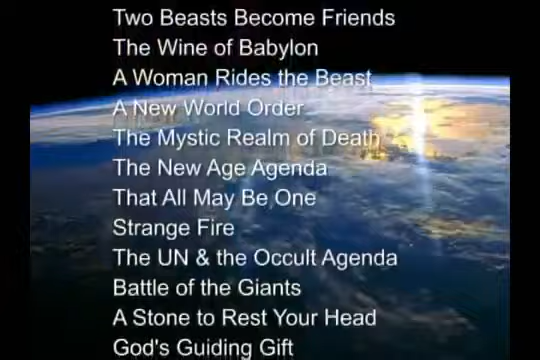 Two Beasts Become Friends
The Wine of Babylon
A Woman Rides the Beast
A New World Order
The Mystic Realm of Death
The New Age Agenda
That All May Be One
Strange Fire
The UN & the Occult Agenda
Battle of the Giants
A Stone to Rest Your Head
God's Guiding Gift